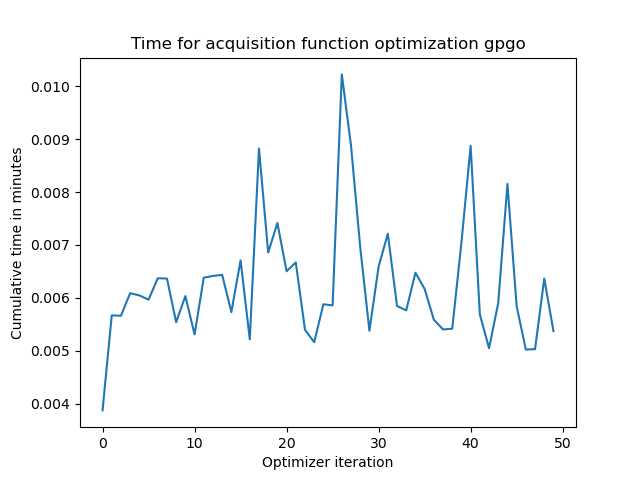 Time for acquisition function optimization gpgo
Cumulative time in minutes
0.010
0.009
0.008
0.007
0.006
0.005
0.004
0 10 20 30 40 50
Optimizer iteration